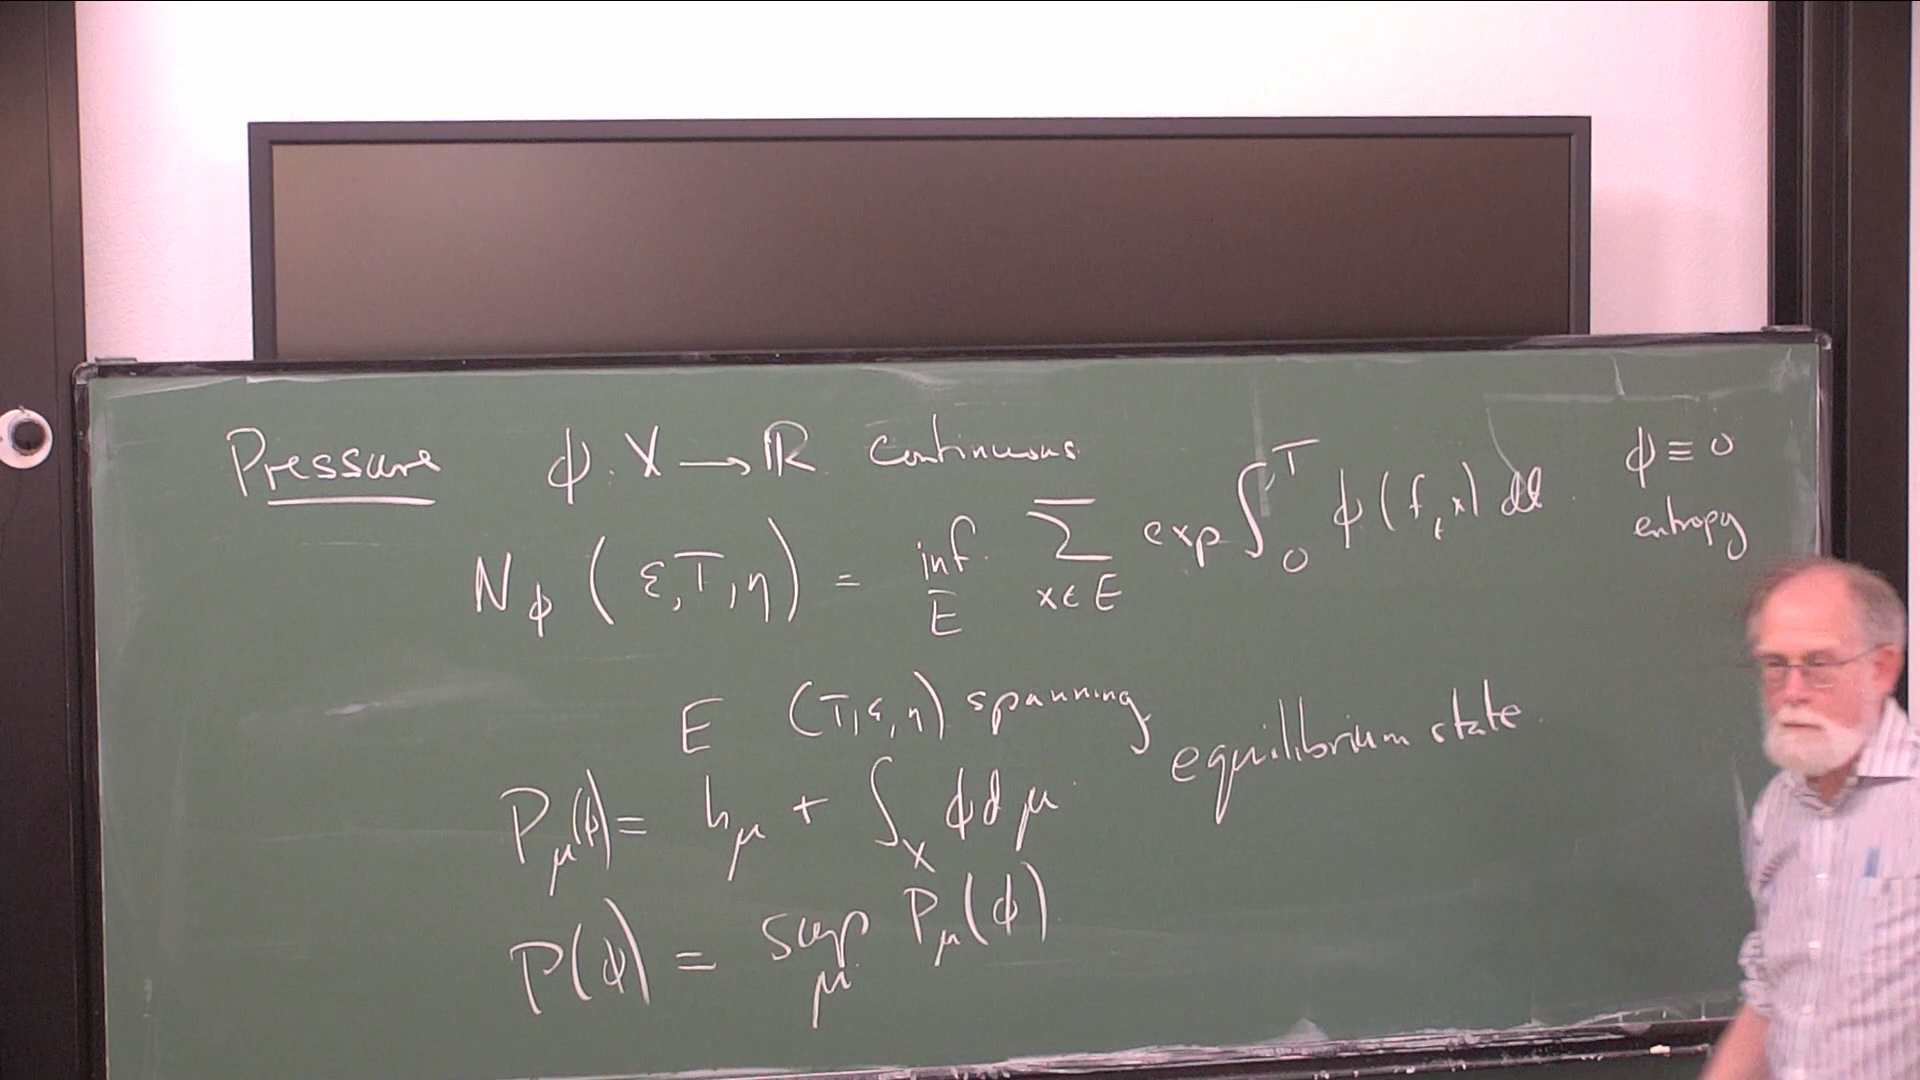 Pressure φ: X → ℝ continuous
N_φ (ε, T, η) = inf_E ∑_{x∈E} exp ∫_0^T φ(f_t x) dt. φ ≡ 0
entropy
E (T, ε, η) spanning
equilibrium state.
P_μ(φ) = h_μ + ∫_X φ dμ.
P(φ) = sup_μ P_μ(φ).